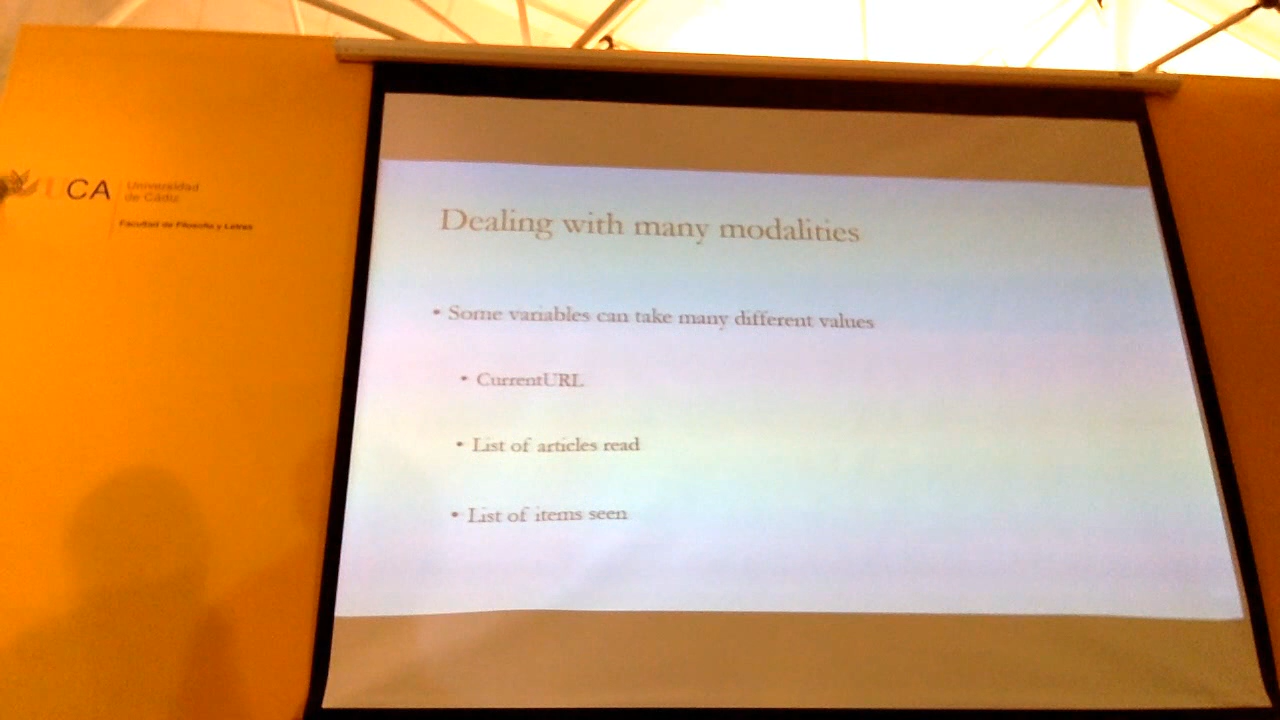 UCA
Universidad
de Cádiz
Facultad de Filosofía y Letras
Dealing with many modalities
• Some variables can take many different values
• CurrentURL
• List of articles read
• List of items seen